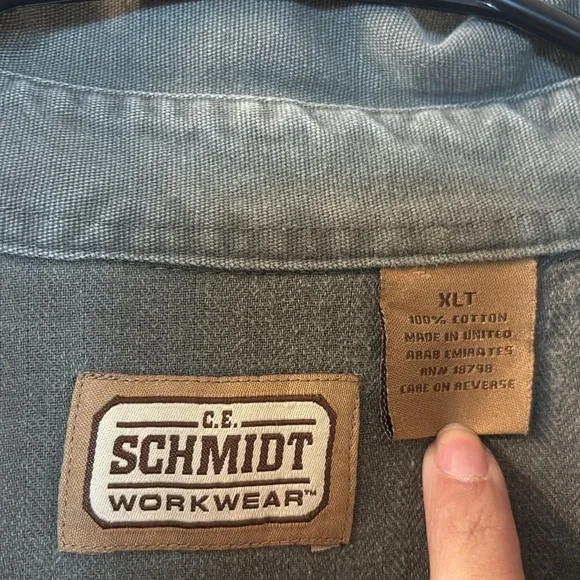 XLT
100% COTTON
MADE IN UNITED
ARAB EMIRATES
RN# 18798
CARE ON REVERSE
C.E.
SCHMIDT
WORKWEAR™